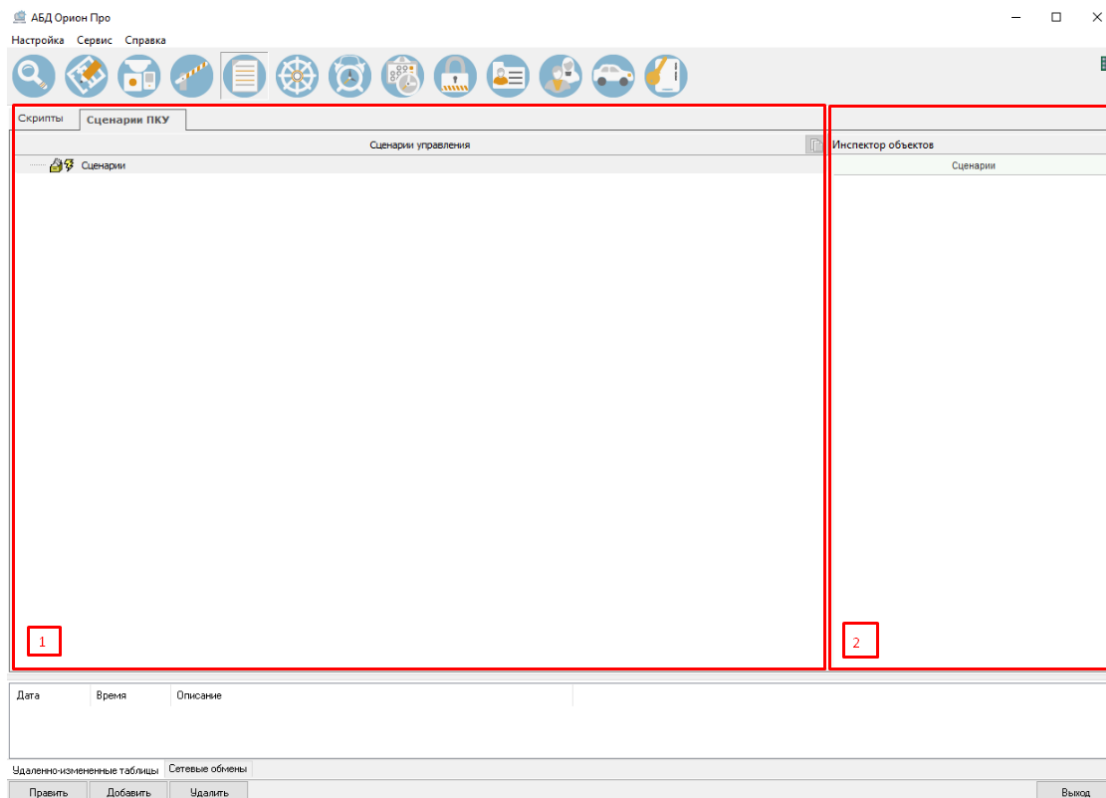 АБД Орион Про
Настройка Сервис Справка
Скрипты Сценарии ПКУ
Сценарии управления
Инспектор объектов
Сценарии
Сценарии
1
2
Дата Время Описание
Удаленно-измененные таблицы Сетевые обмены
Править Добавить Удалить Выход